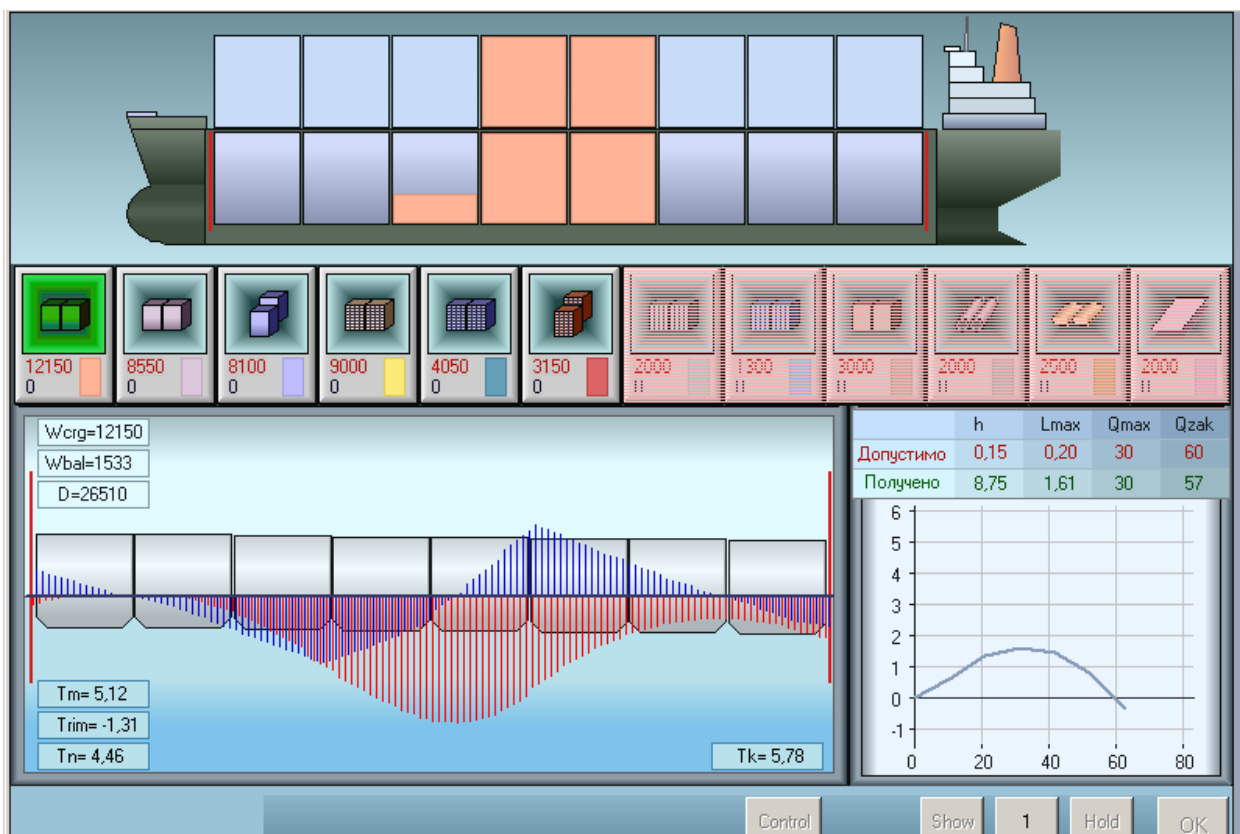 12150 8550 8100 9000 4050 3150 2000 1300 3000 2000 2500 2000
0 0 0 0 0 0
Wcrg=12150
Wbal=1533
D=26510
Tm= 5,12
Trim= -1,31
Tn= 4,46
Tk= 5,78
h Lmax Qmax Qzak
Допустимо 0,15 0,20 30 60
Получено 8,75 1,61 30 57
6
5
4
3
2
1
0
-1
0 20 40 60 80
Control Show 1 Hold OK